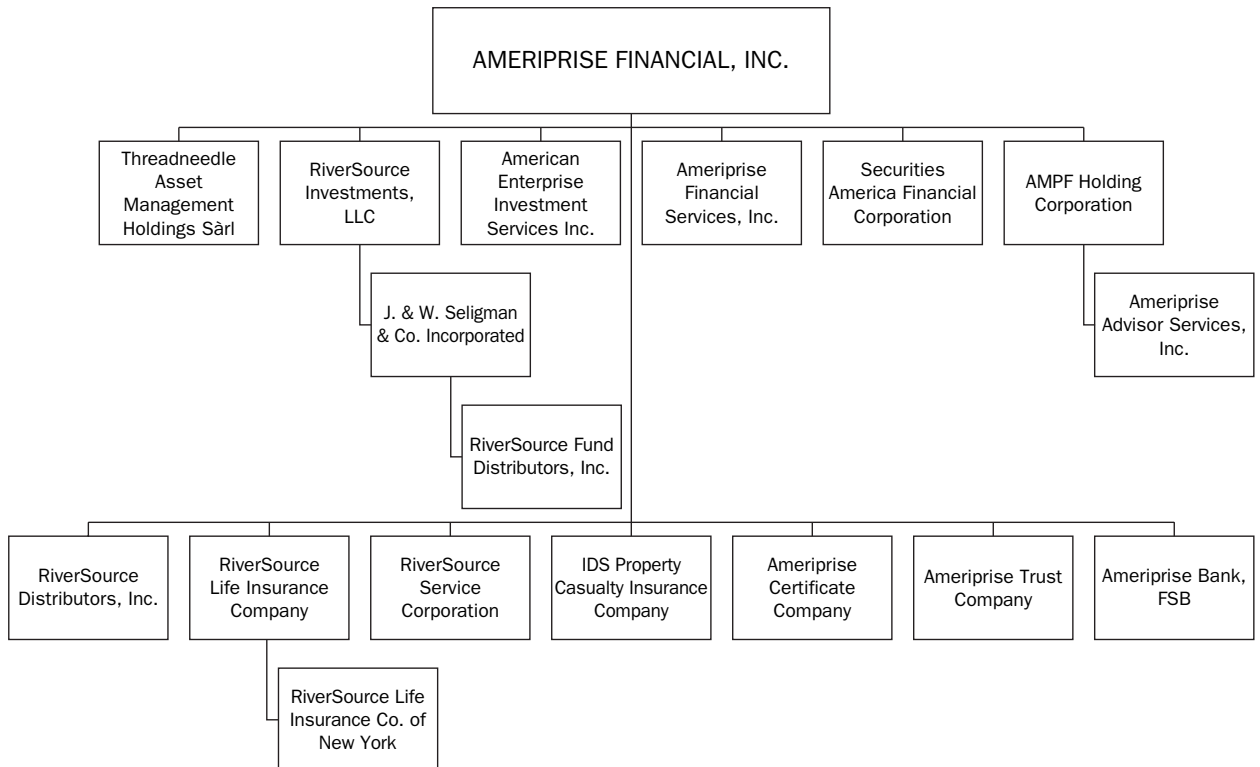 AMERIPRISE FINANCIAL, INC.
Threadneedle
Asset
Management
Holdings Sàrl
RiverSource
Investments,
LLC
American
Enterprise
Investment
Services Inc.
Ameriprise
Financial
Services, Inc.
Securities
America Financial
Corporation
AMPF Holding
Corporation
J. & W. Seligman
& Co. Incorporated
Ameriprise
Advisor Services,
Inc.
RiverSource Fund
Distributors, Inc.
RiverSource
Distributors, Inc.
RiverSource
Life Insurance
Company
RiverSource
Service
Corporation
IDS Property
Casualty Insurance
Company
Ameriprise
Certificate
Company
Ameriprise Trust
Company
Ameriprise Bank,
FSB
RiverSource Life
Insurance Co. of
New York